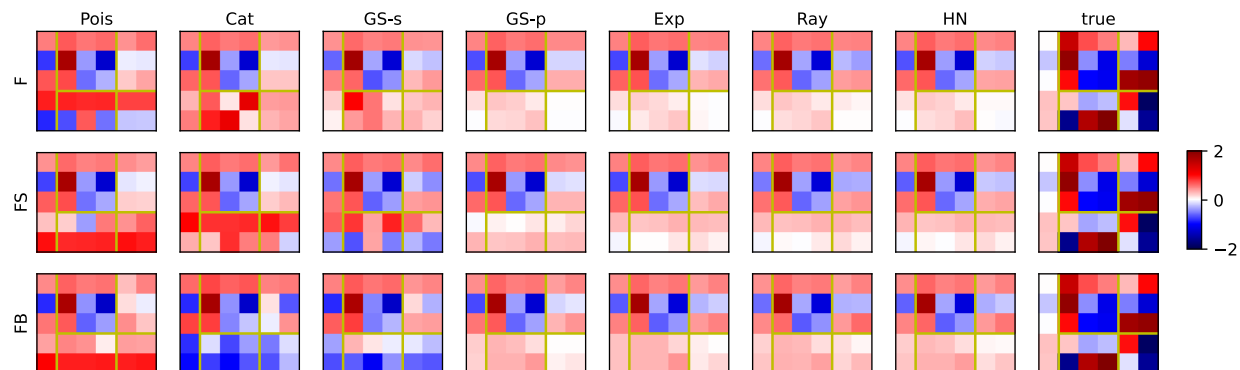 Pois Cat GS-s GS-p Exp Ray HN true
F
FS
2
0
−2
FB